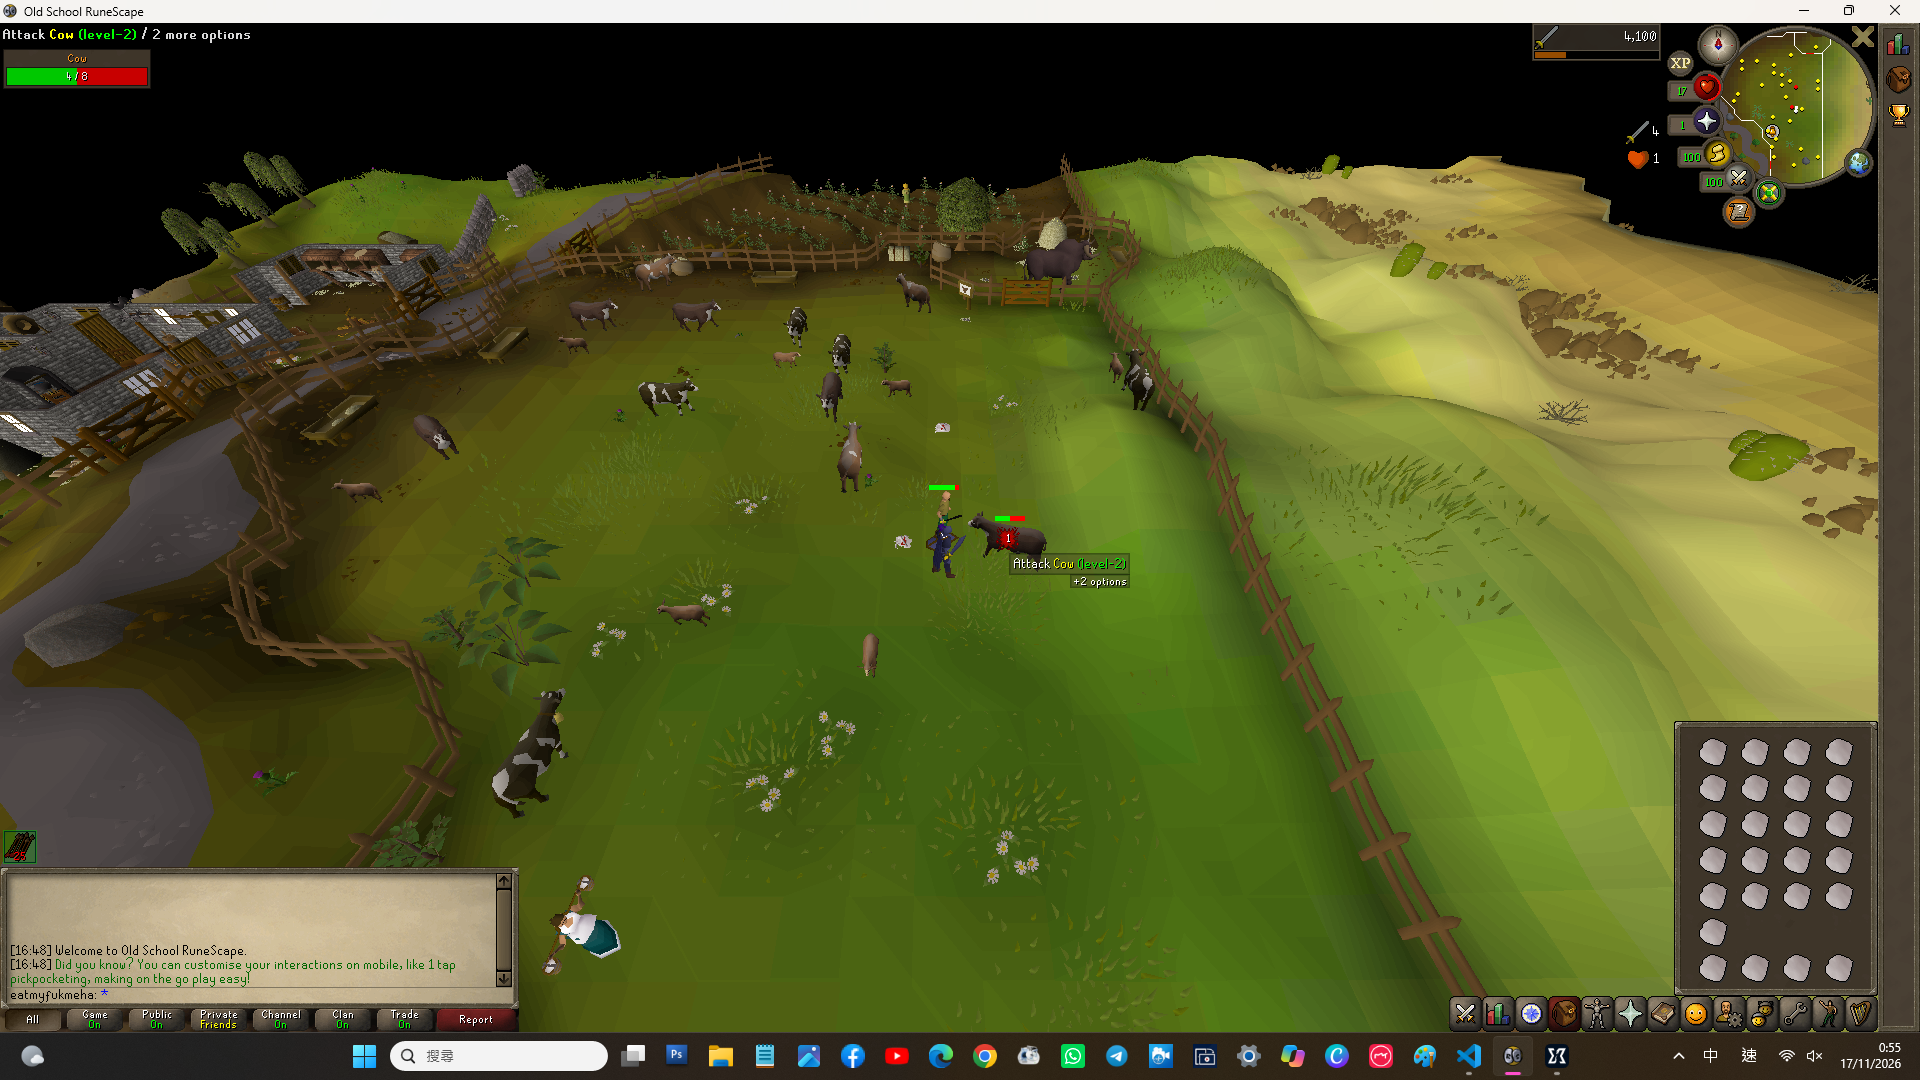 Old School RuneScape
Attack Cow (level-2) / 2 more options
Cow
4 / 8
4,100
N
XP
17
4
1
1
100
100
1
Attack Cow (level-2)
+2 options
23
[16:48] Welcome to Old School RuneScape.
[16:48] Did you know? You can customise your interactions on mobile, like 1 tap
pickpocketing, making on the go play easy!
eatmyfukmeha: *
All
Game
On
Public
On
Private
Friends
Channel
On
Clan
On
Trade
On
Report
搜尋
Ps
中
速
0:55
17/11/2026